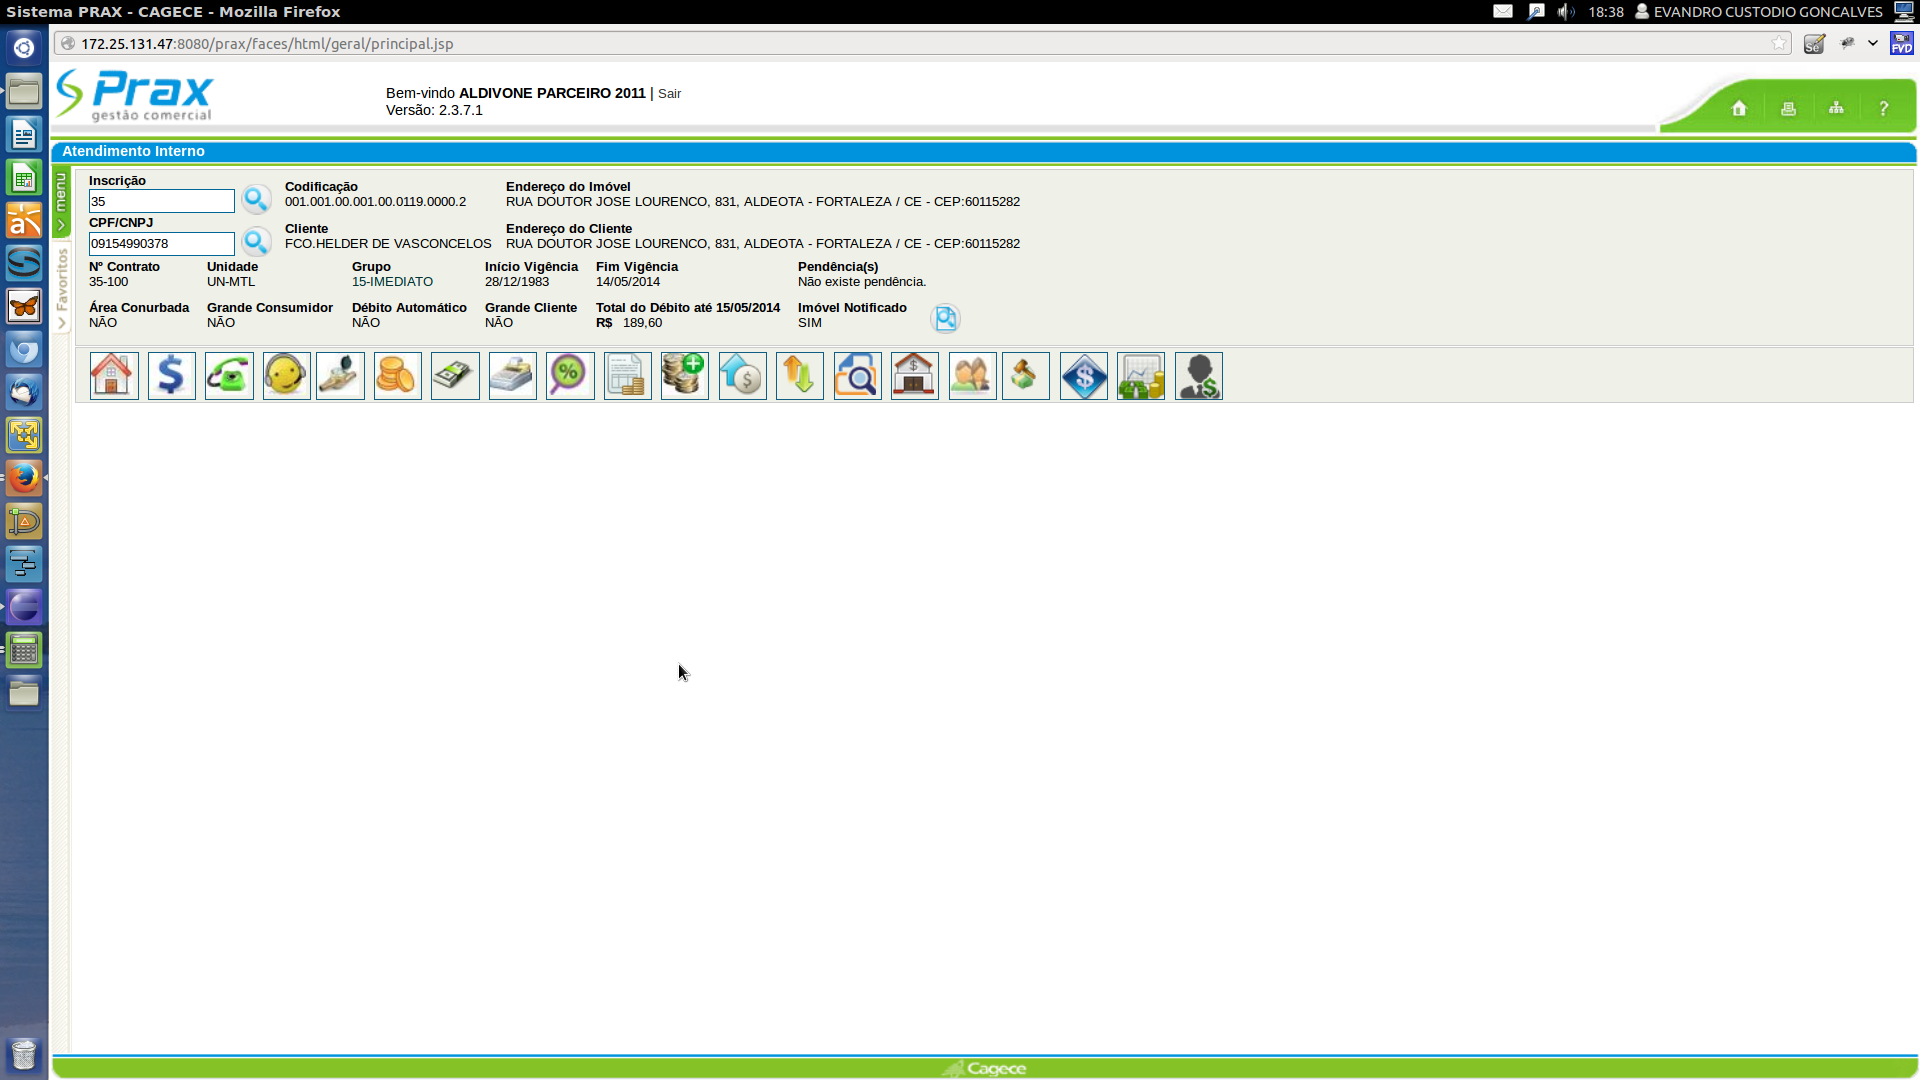 Sistema PRAX - CAGECE - Mozilla Firefox
18:38 EVANDRO CUSTODIO GONCALVES
172.25.131.47:8080/prax/faces/html/geral/principal.jsp
FVD
Prax
gestão comercial
Bem-vindo ALDIVONE PARCEIRO 2011 | Sair
Versão: 2.3.7.1
?
Atendimento Interno
menu
Favoritos
Inscrição
35
Codificação
001.001.00.001.00.0119.0000.2
Endereço do Imóvel
RUA DOUTOR JOSE LOURENCO, 831, ALDEOTA - FORTALEZA / CE - CEP:60115282
CPF/CNPJ
09154990378
Cliente
FCO.HELDER DE VASCONCELOS
Endereço do Cliente
RUA DOUTOR JOSE LOURENCO, 831, ALDEOTA - FORTALEZA / CE - CEP:60115282
Nº Contrato
35-100
Unidade
UN-MTL
Grupo
15-IMEDIATO
Início Vigência
28/12/1983
Fim Vigência
14/05/2014
Pendência(s)
Não existe pendência.
Área Conurbada
NÃO
Grande Consumidor
NÃO
Débito Automático
NÃO
Grande Cliente
NÃO
Total do Débito até 15/05/2014
R$ 189,60
Imóvel Notificado
SIM
Cagece